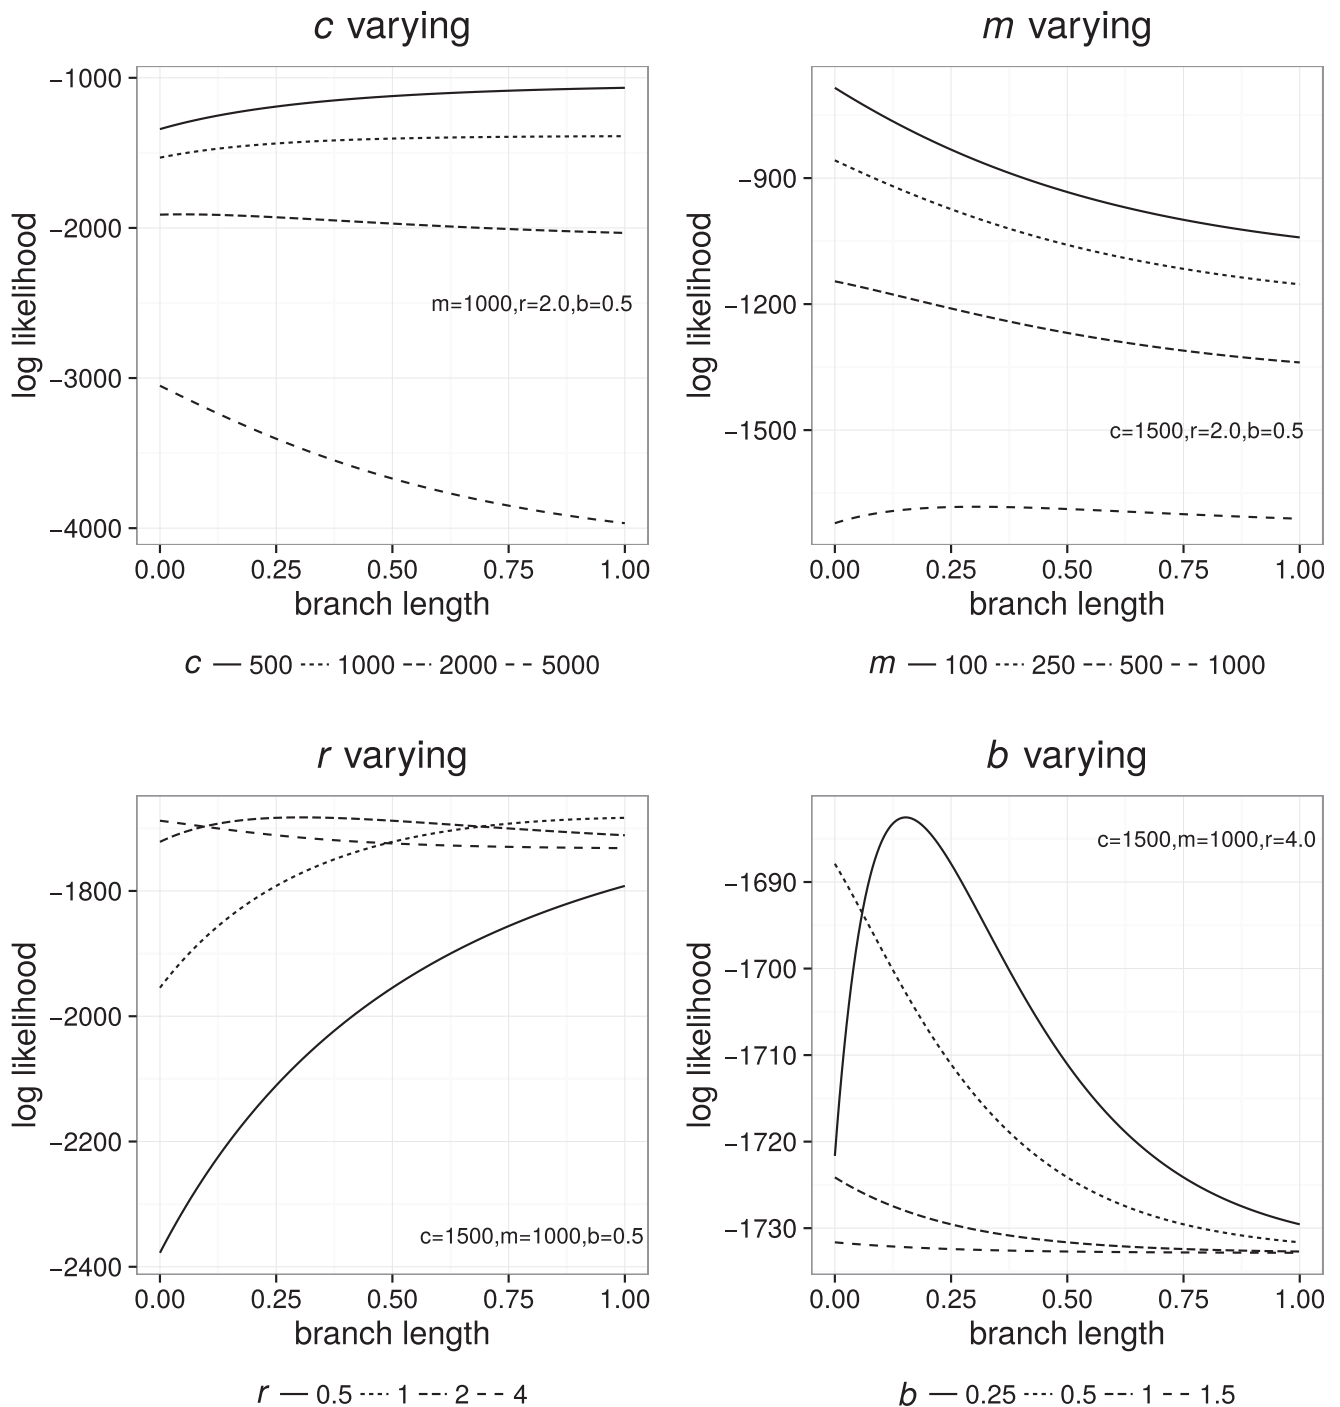 c varying
−1000
−2000
−3000
−4000
log likelihood
m=1000,r=2.0,b=0.5
0.00 0.25 0.50 0.75 1.00
branch length
c 500 1000 2000 5000
m varying
−900
−1200
−1500
log likelihood
c=1500,r=2.0,b=0.5
0.00 0.25 0.50 0.75 1.00
branch length
m 100 250 500 1000
r varying
−1800
−2000
−2200
−2400
log likelihood
c=1500,m=1000,b=0.5
0.00 0.25 0.50 0.75 1.00
branch length
r 0.5 1 2 4
b varying
c=1500,m=1000,r=4.0
−1690
−1700
−1710
−1720
−1730
log likelihood
0.00 0.25 0.50 0.75 1.00
branch length
b 0.25 0.5 1 1.5